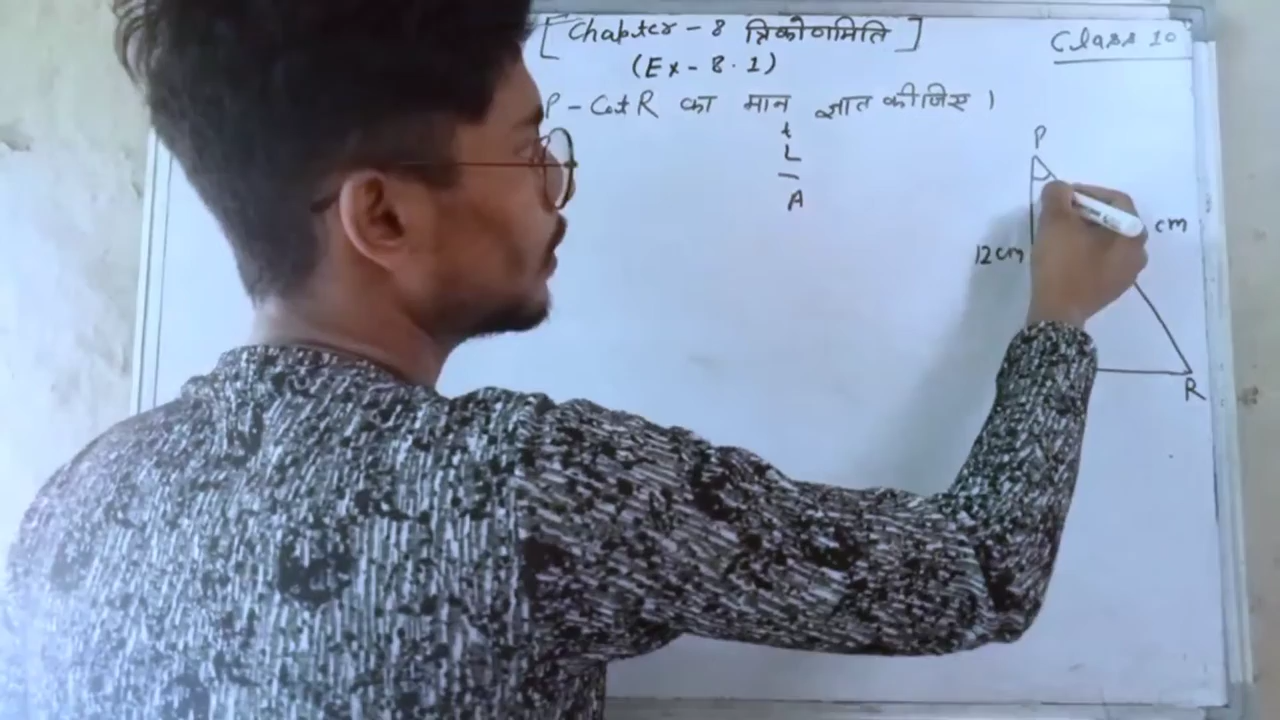 [ Chapter - 8 त्रिकोणमिति ]
Class 10
(Ex - 8.1)
P - Cot R का मान ज्ञात कीजिए ।
t
L
A
P
cm
12cm
R